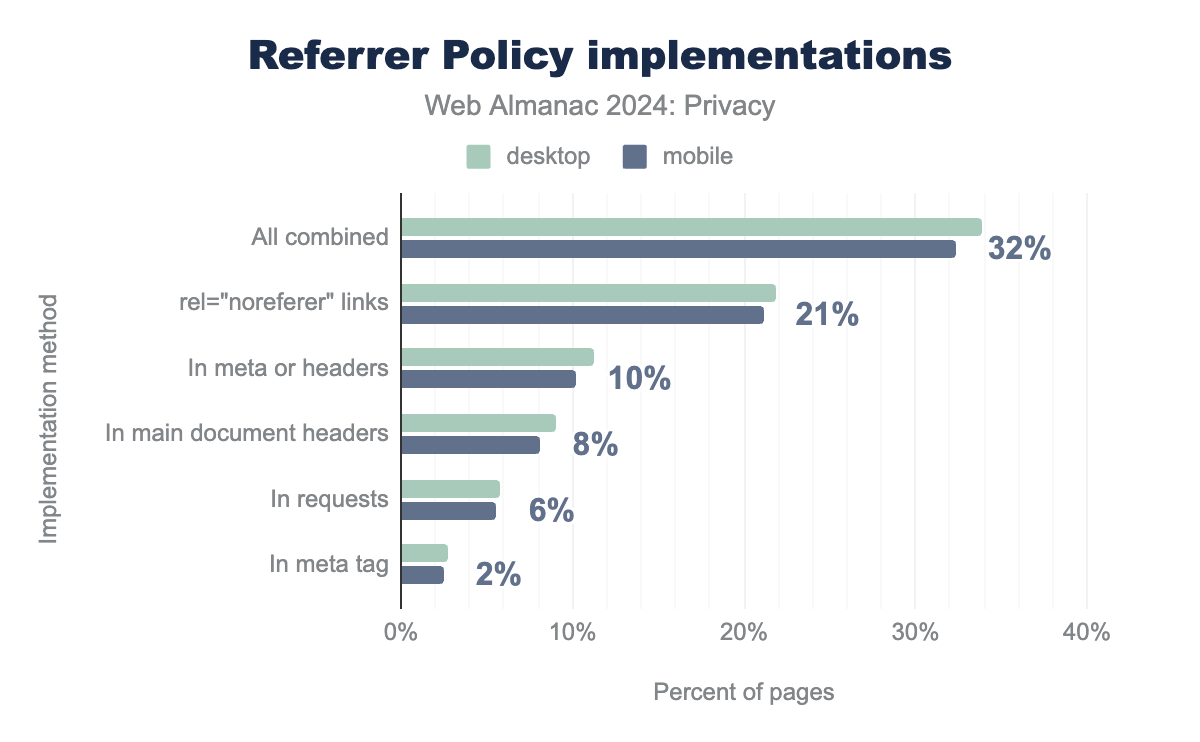 Referrer Policy implementations
Web Almanac 2024: Privacy
desktop
mobile
Implementation method
All combined
32%
rel="noreferer" links
21%
In meta or headers
10%
In main document headers
8%
In requests
6%
In meta tag
2%
0%
10%
20%
30%
40%
Percent of pages